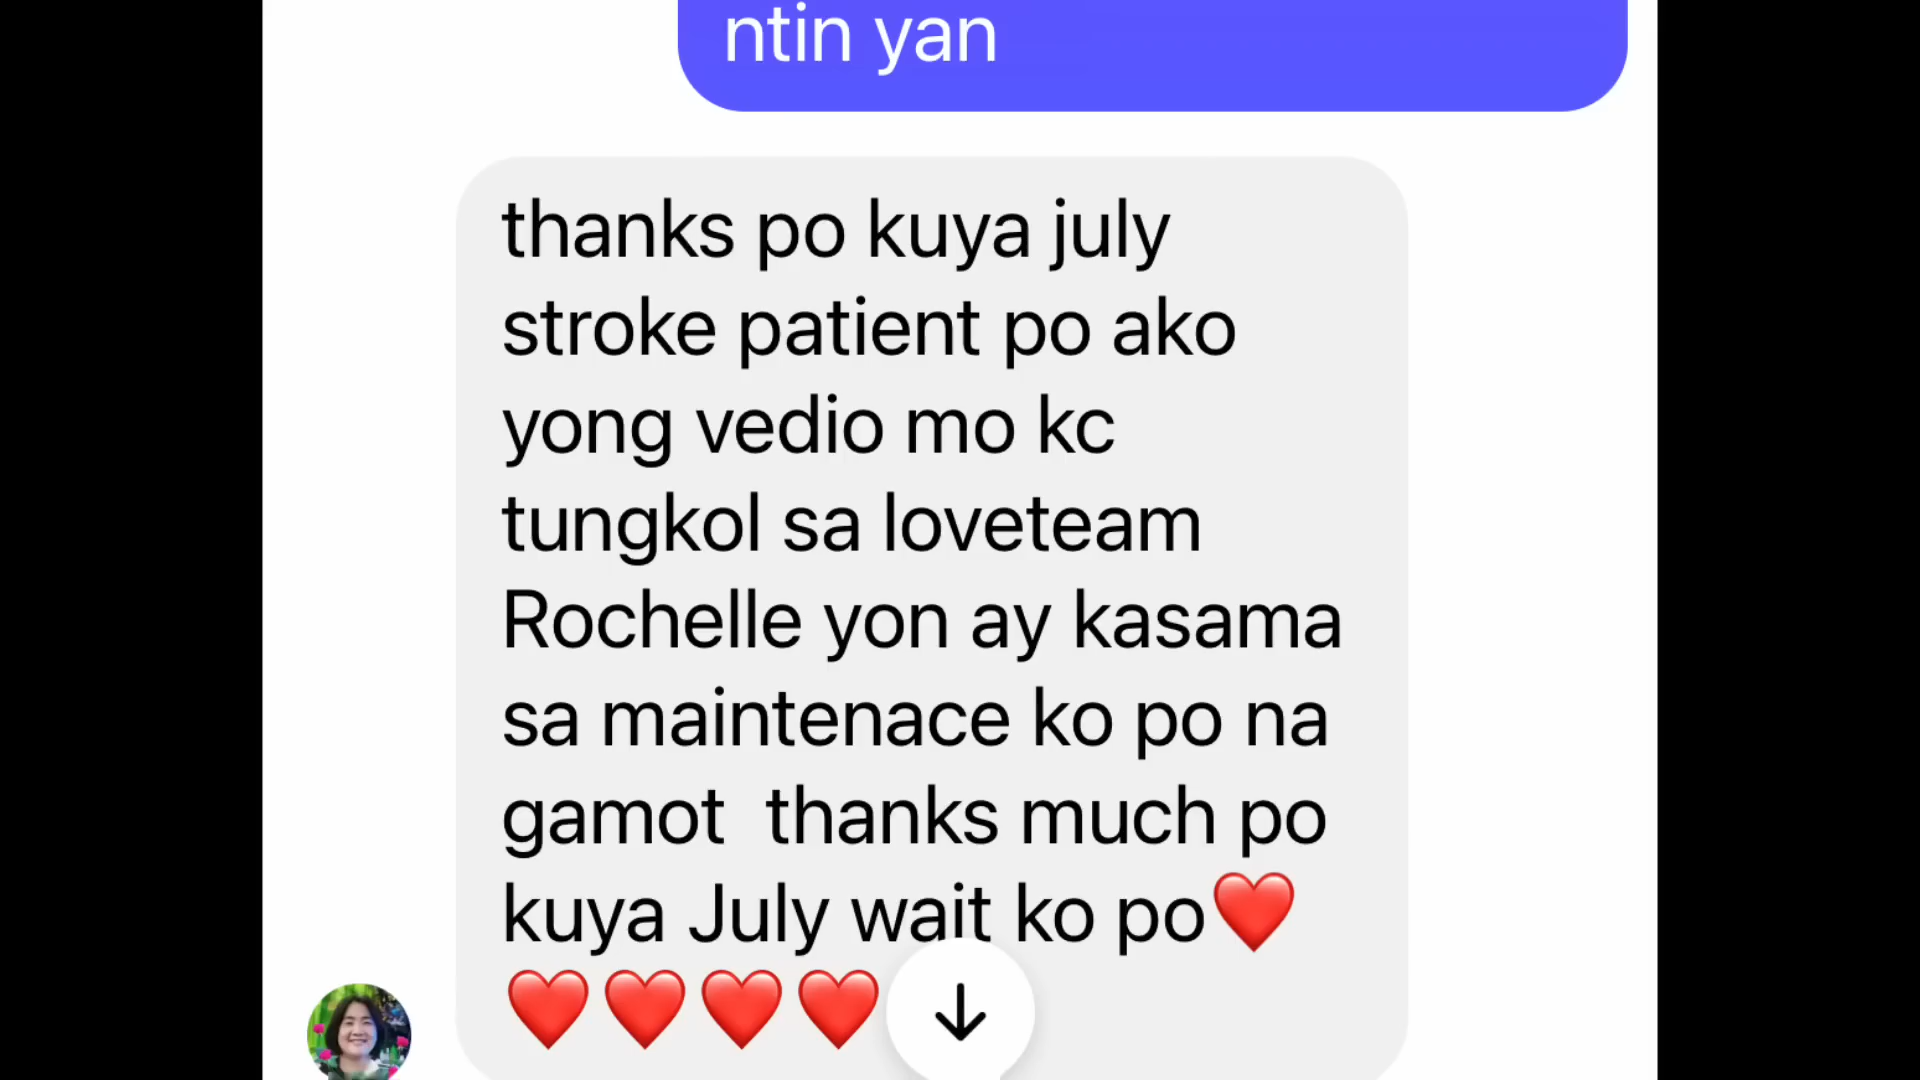 ntin yan
thanks po kuya july
stroke patient po ako
yong vedio mo kc
tungkol sa loveteam
Rochelle yon ay kasama
sa maintenace ko po na
gamot  thanks much po
kuya July wait ko po❤️
❤️❤️❤️❤️